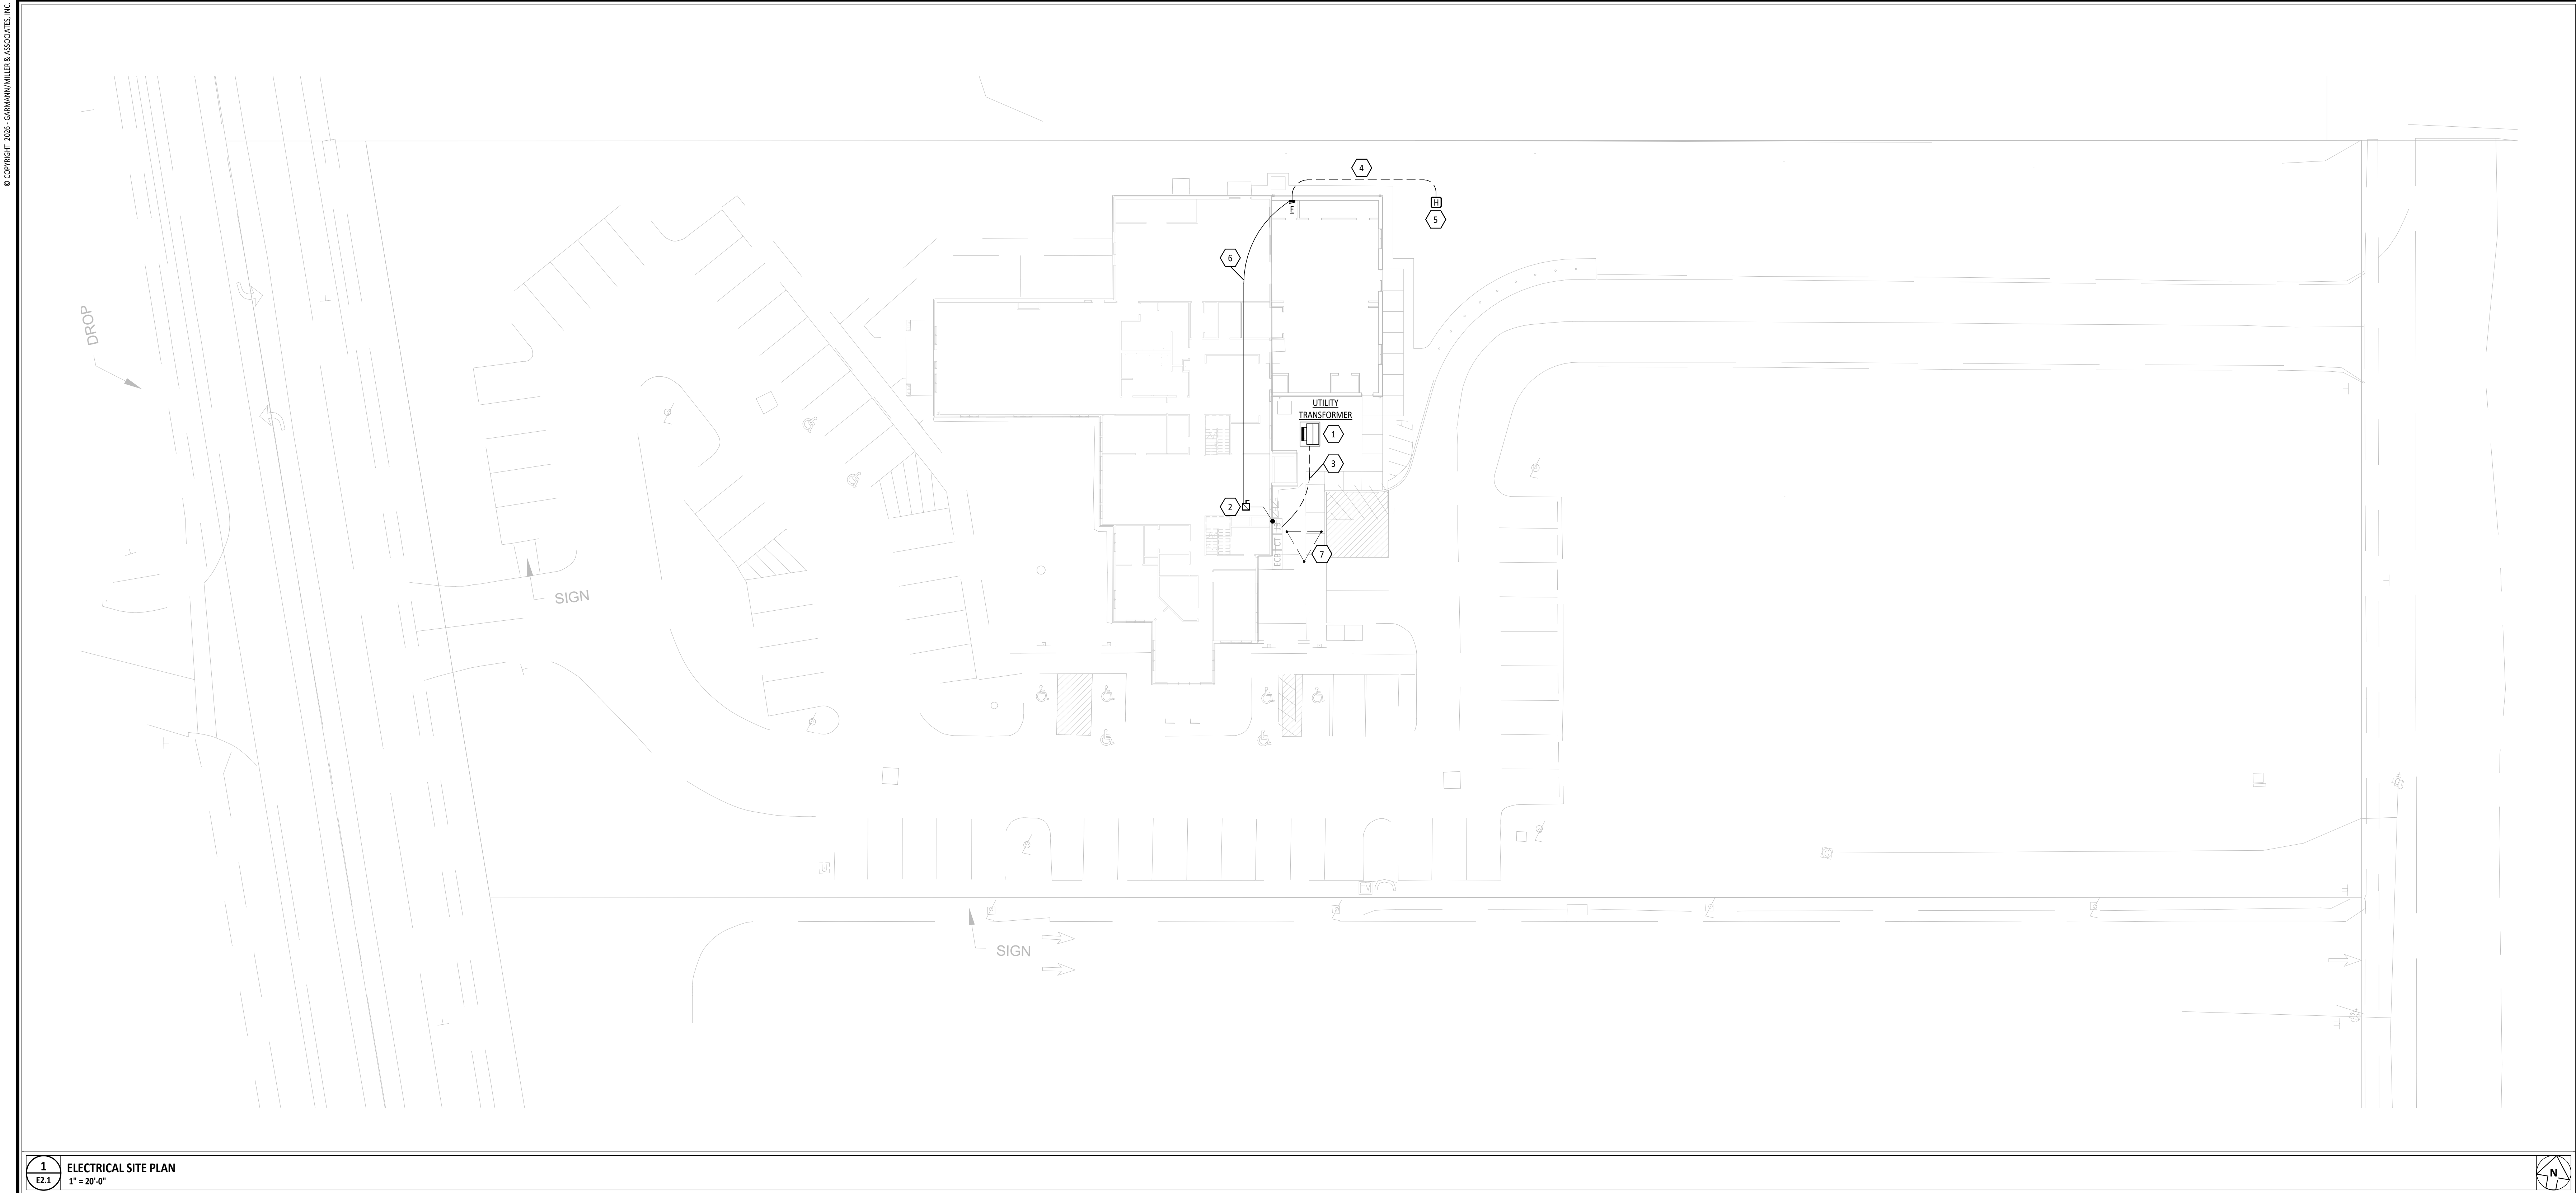 © COPYRIGHT 2026 - GARMANN/MILLER & ASSOCIATES, INC.
DROP
4
H
5
E
6
UTILITY
TRANSFORMER
1
3
2
7
SIGN
SIGN
1
E2.1
ELECTRICAL SITE PLAN
1" = 20'-0"
N